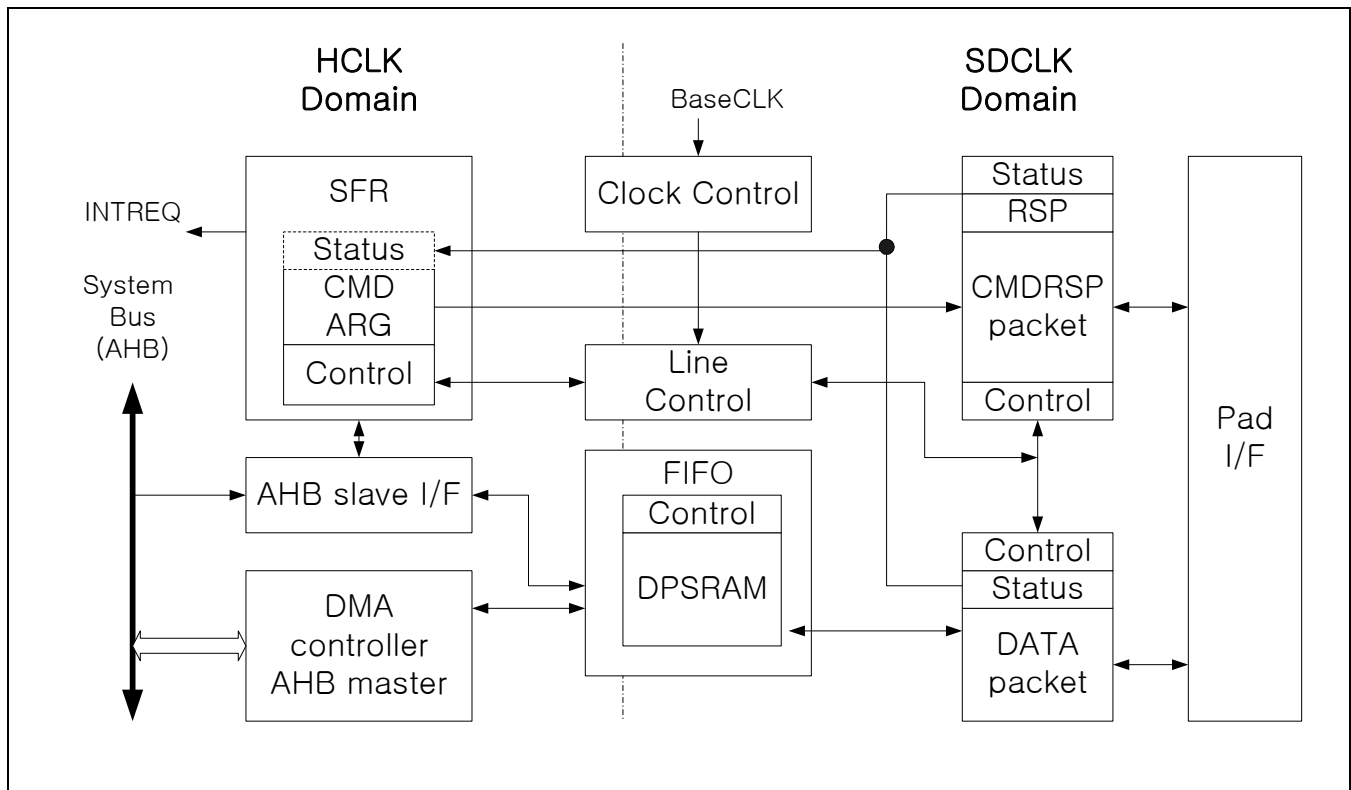 HCLK
Domain
SDCLK
Domain
BaseCLK
SFR
Clock Control
Status
RSP
INTREQ
Status
CMD
ARG
CMDRSP
packet
System
Bus
(AHB)
Control
Line
Control
Control
Pad
I/F
AHB slave I/F
FIFO
Control
DPSRAM
Control
Status
DMA
controller
AHB master
DATA
packet